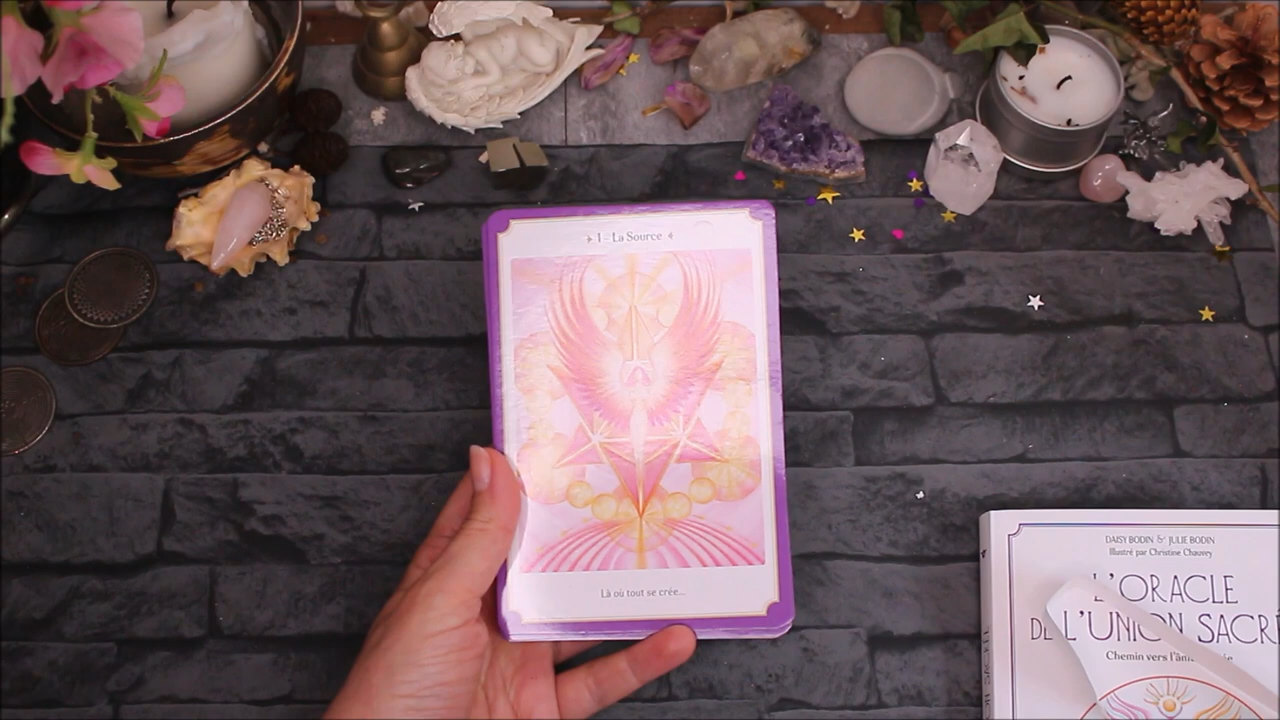 1 - La Source
Là où tout se crée...
DAISY BODIN & JULIE BODIN
Illustré par Christine Chauvey
L'ORACLE
DE L'UNION SACR
Chemin vers l'âme